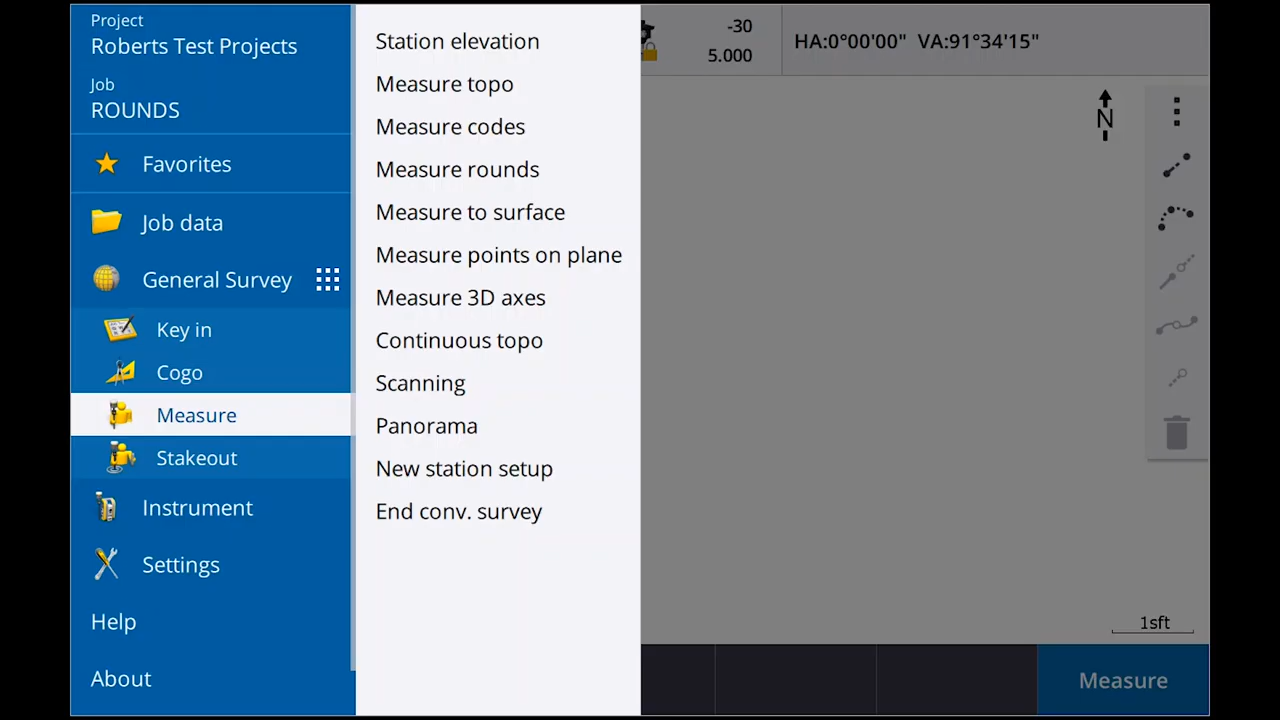 Project
Roberts Test Projects
Job
ROUNDS
Favorites
Job data
General Survey
Key in
Cogo
Measure
Stakeout
Instrument
Settings
Help
About
Station elevation
Measure topo
Measure codes
Measure rounds
Measure to surface
Measure points on plane
Measure 3D axes
Continuous topo
Scanning
Panorama
New station setup
End conv. survey
-30
5.000
HA:0°00'00" VA:91°34'15"
N
1sft
Measure